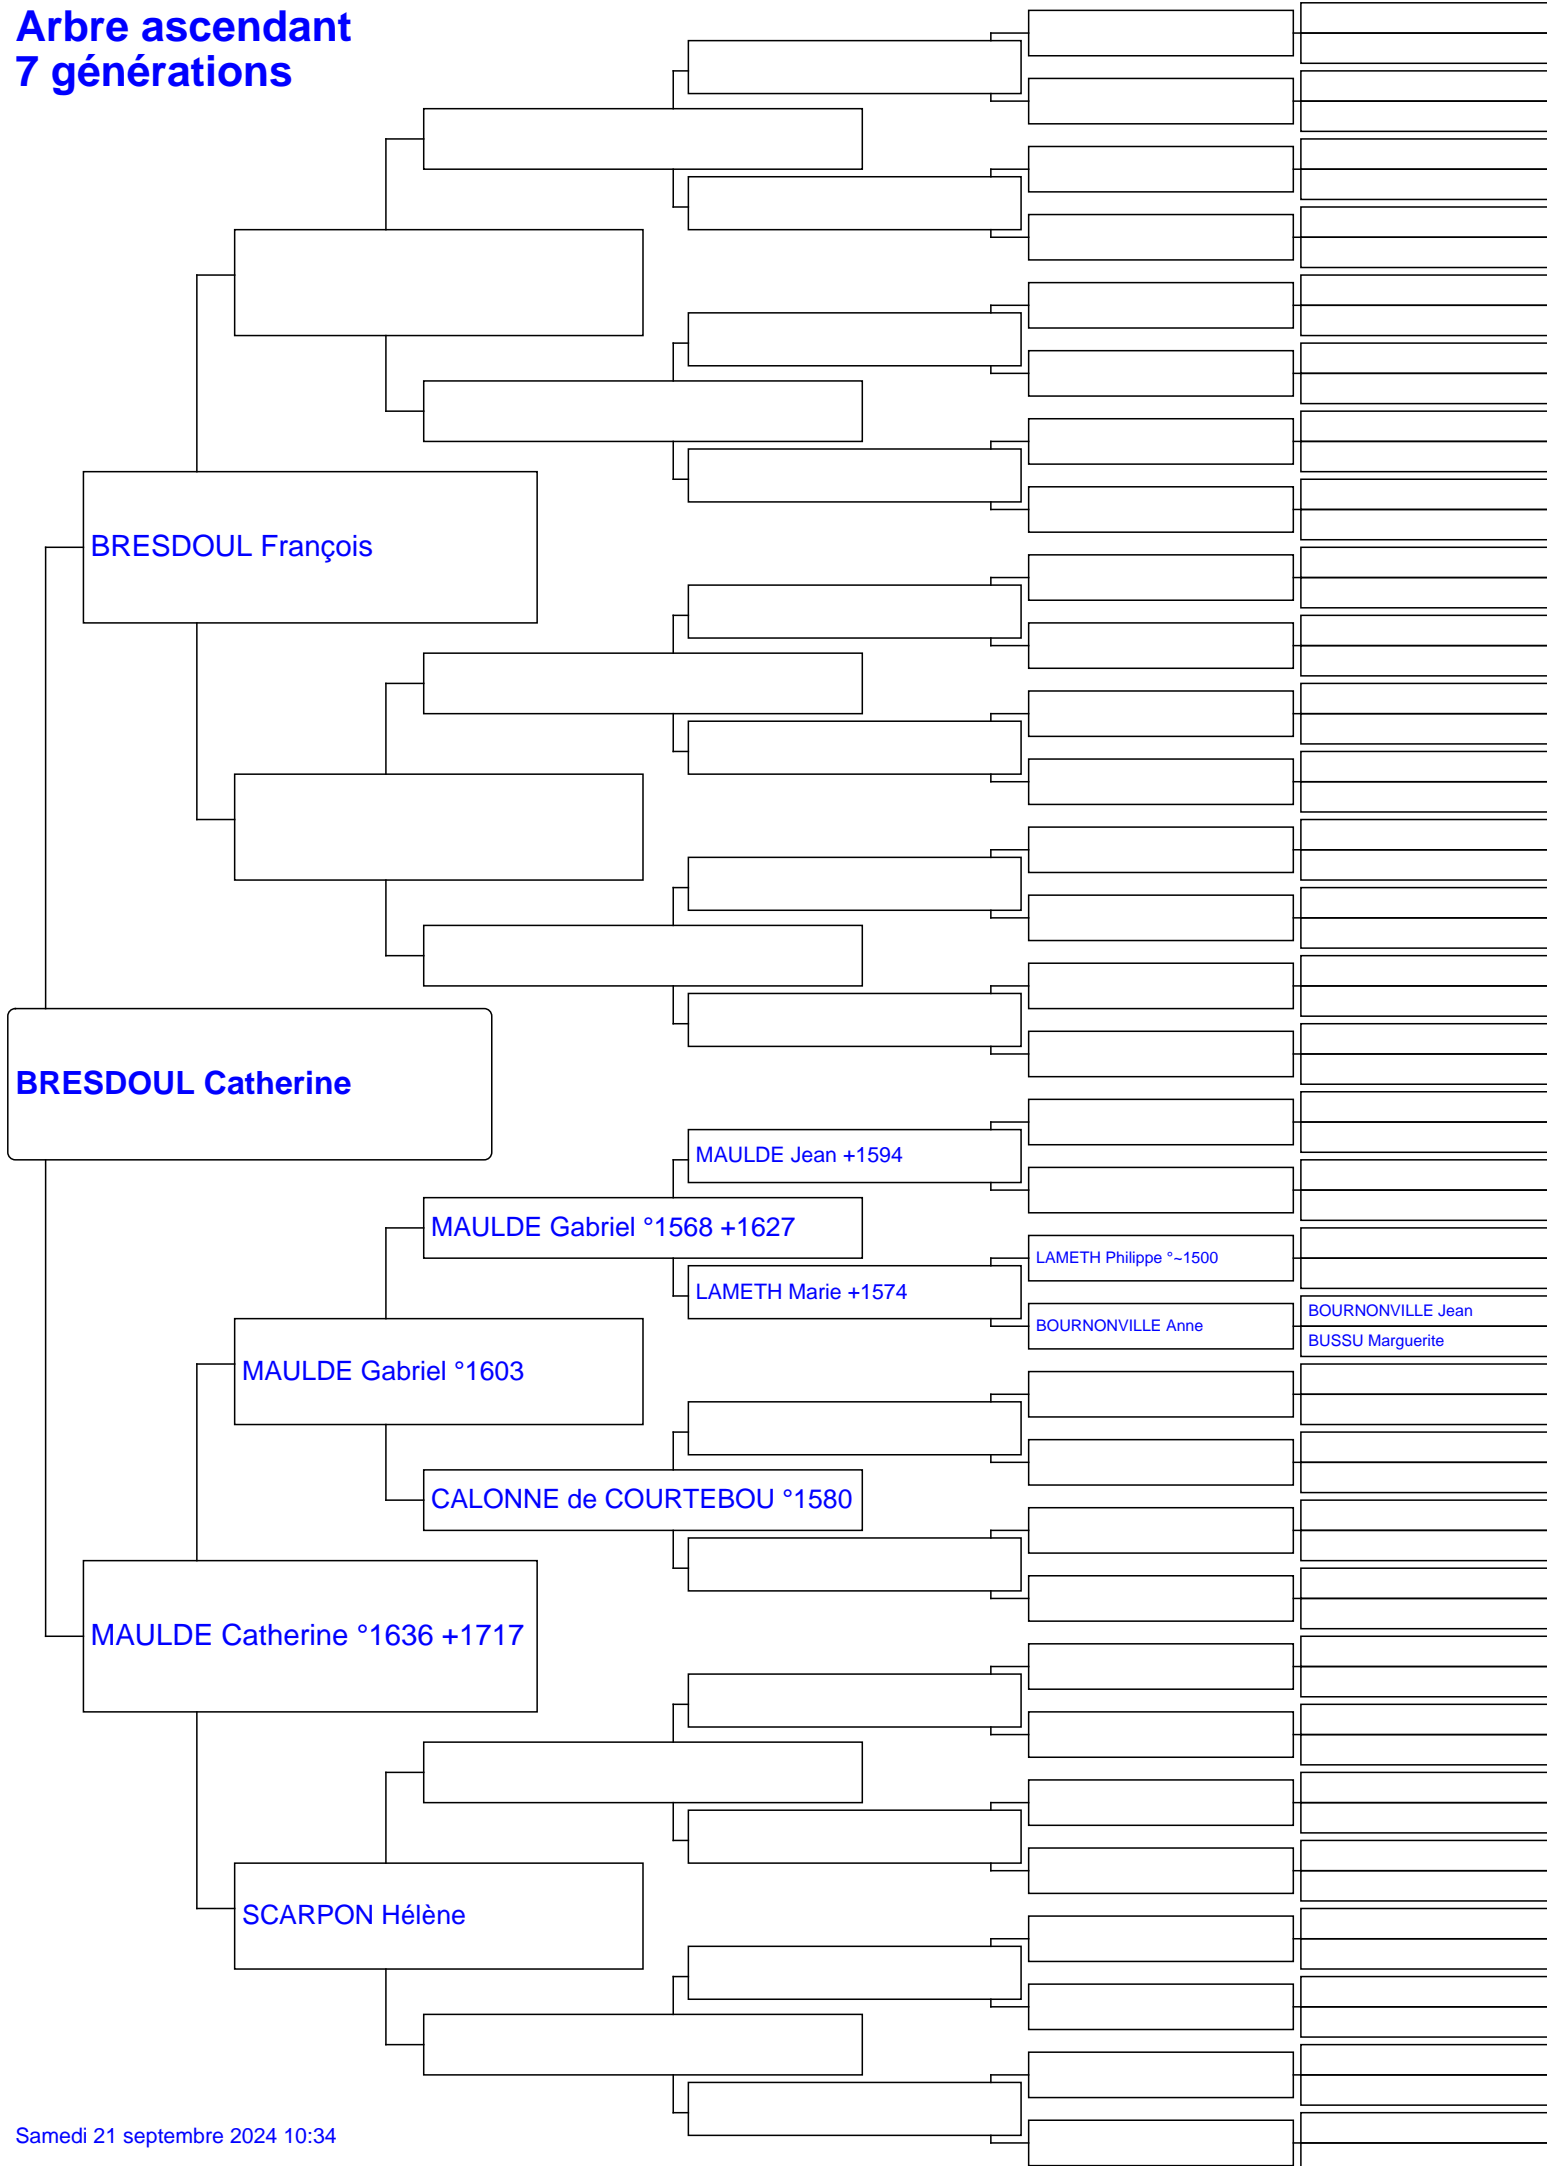 Arbre ascendant
7 générations
BRESDOUL François
BRESDOUL Catherine
MAULDE Jean +1594
MAULDE Gabriel °1568 +1627
LAMETH Philippe °~1500
LAMETH Marie +1574
BOURNONVILLE Jean
BOURNONVILLE Anne
BUSSU Marguerite
MAULDE Gabriel °1603
CALONNE de COURTEBOU °1580
MAULDE Catherine °1636 +1717
SCARPON Hélène
Samedi 21 septembre 2024 10:34